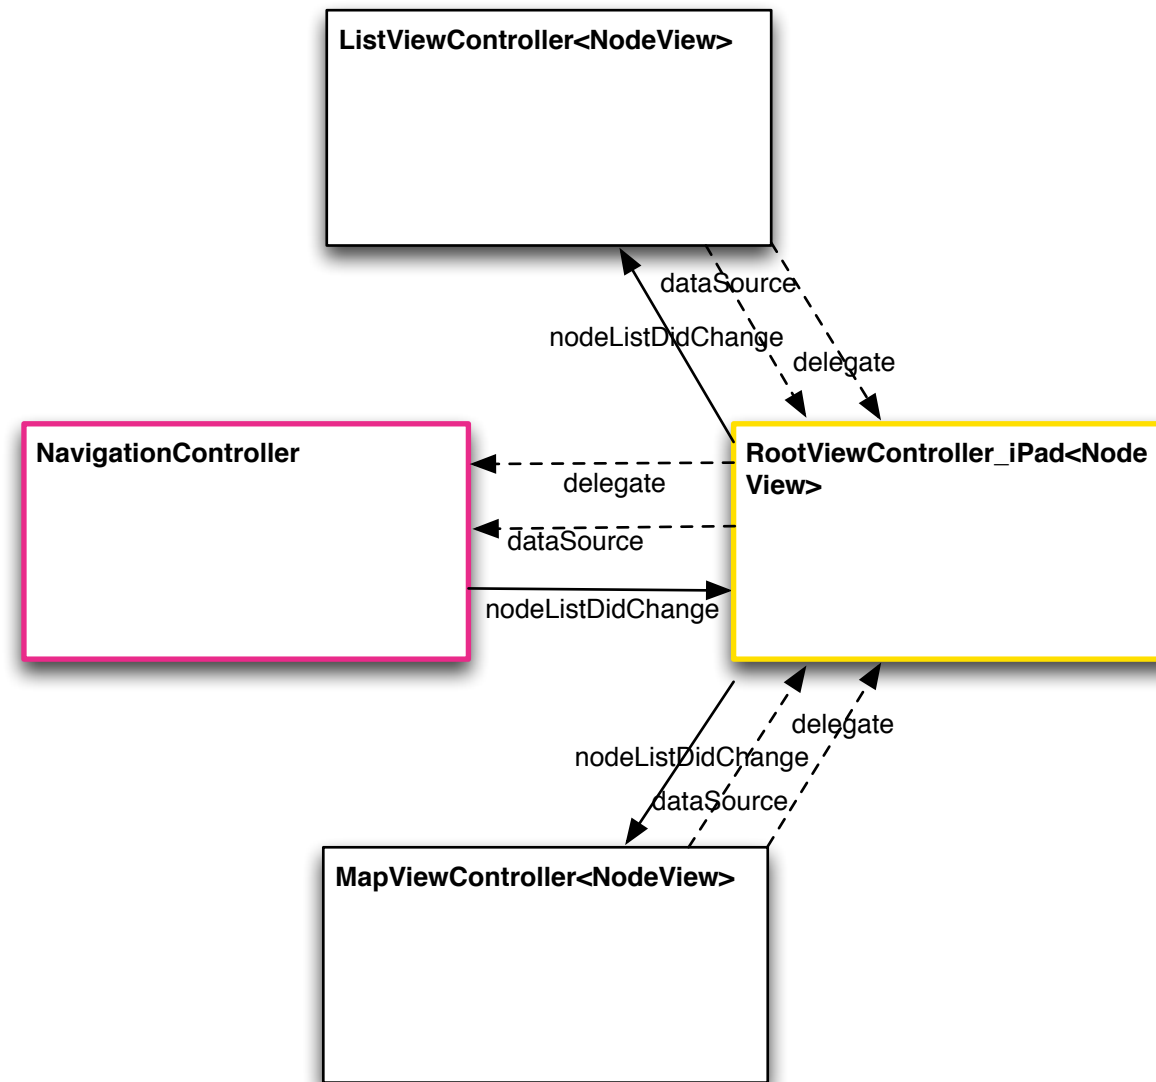 ListViewController<NodeView>
dataSource
nodeListDidChange
delegate
NavigationController
RootViewController_iPad<Node
View>
delegate
dataSource
nodeListDidChange
delegate
nodeListDidChange
dataSource
MapViewController<NodeView>